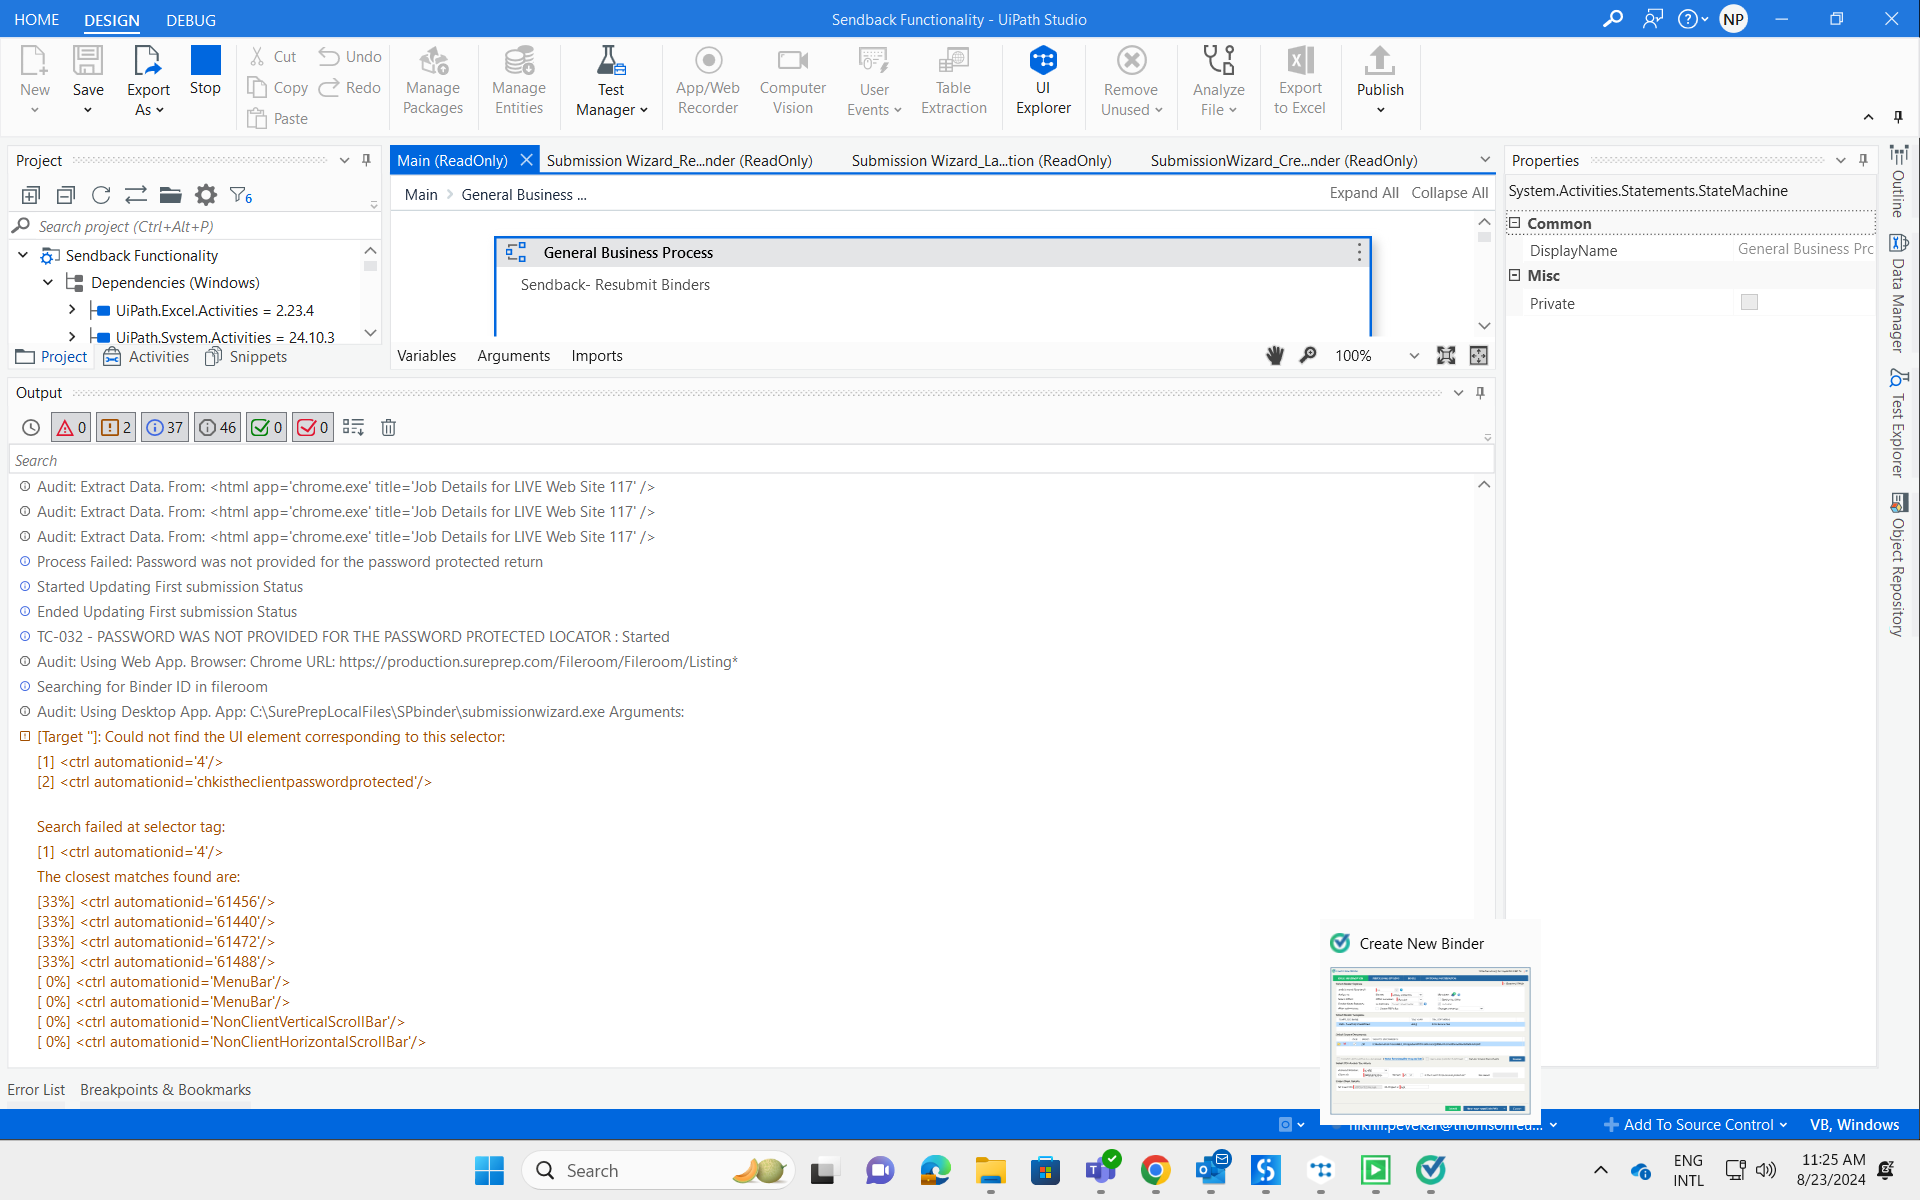 HOME DESIGN DEBUG
Sendback Functionality - UiPath Studio
NP
New
Save
Export As
Stop
Cut
Copy
Paste
Undo
Redo
Manage Packages
Manage Entities
Test Manager
App/Web Recorder
Computer Vision
User Events
Table Extraction
UI Explorer
Remove Unused
Analyze File
Export to Excel
Publish
Project
6
Search project (Ctrl+Alt+P)
Sendback Functionality
Dependencies (Windows)
UiPath.Excel.Activities = 2.23.4
UiPath.System.Activities = 24.10.3
Project Activities Snippets
Main (ReadOnly) Submission Wizard_Re...nder (ReadOnly) Submission Wizard_La...tion (ReadOnly) SubmissionWizard_Cre...nder (ReadOnly)
Main General Business ... Expand All Collapse All
General Business Process
Sendback- Resubmit Binders
Variables Arguments Imports 100%
Properties
System.Activities.Statements.StateMachine
Common
DisplayName General Business Prc
Misc
Private
Outline
Data Manager
Test Explorer
Object Repository
Output
0 2 37 46 0 0
Search
Audit: Extract Data. From: <html app='chrome.exe' title='Job Details for LIVE Web Site 117' />
Audit: Extract Data. From: <html app='chrome.exe' title='Job Details for LIVE Web Site 117' />
Audit: Extract Data. From: <html app='chrome.exe' title='Job Details for LIVE Web Site 117' />
Process Failed: Password was not provided for the password protected return
Started Updating First submission Status
Ended Updating First submission Status
TC-032 - PASSWORD WAS NOT PROVIDED FOR THE PASSWORD PROTECTED LOCATOR : Started
Audit: Using Web App. Browser: Chrome URL: https://production.sureprep.com/Fileroom/Fileroom/Listing*
Searching for Binder ID in fileroom
Audit: Using Desktop App. App: C:\SurePrepLocalFiles\SPbinder\submissionwizard.exe Arguments:
[Target '']: Could not find the UI element corresponding to this selector:
[1] <ctrl automationid='4'/>
[2] <ctrl automationid='chkistheclientpasswordprotected'/>
Search failed at selector tag:
[1] <ctrl automationid='4'/>
The closest matches found are:
[33%] <ctrl automationid='61456'/>
[33%] <ctrl automationid='61440'/>
[33%] <ctrl automationid='61472'/>
[33%] <ctrl automationid='61488'/>
[ 0%] <ctrl automationid='MenuBar'/>
[ 0%] <ctrl automationid='MenuBar'/>
[ 0%] <ctrl automationid='NonClientVerticalScrollBar'/>
[ 0%] <ctrl automationid='NonClientHorizontalScrollBar'/>
Create New Binder
Error List Breakpoints & Bookmarks
Add To Source Control VB, Windows
Search
ENG
INTL
11:25 AM
8/23/2024